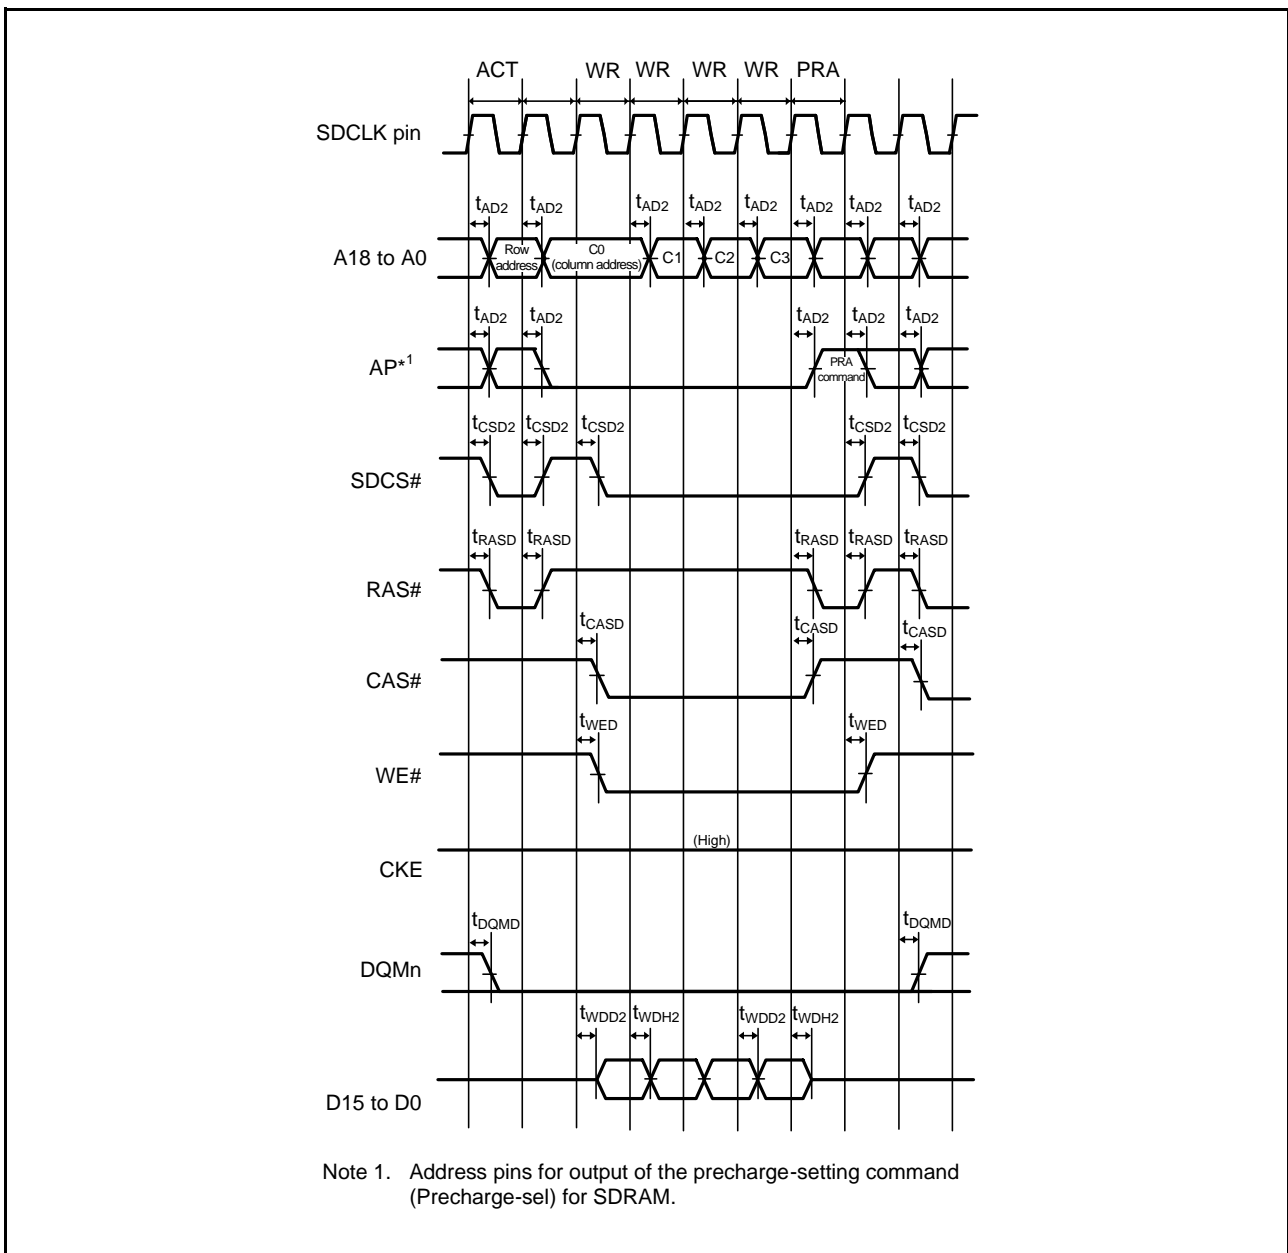 ACT WR WR WR WR PRA
SDCLK pin
tAD2 tAD2 tAD2 tAD2 tAD2 tAD2 tAD2 tAD2
A18 to A0
Row address
C0 (column address)
C1 C2 C3
tAD2 tAD2 tAD2 tAD2 tAD2
AP*1
PRA command
tCSD2 tCSD2 tCSD2 tCSD2 tCSD2
SDCS#
tRASD tRASD tRASD tRASD tRASD
RAS#
tCASD tCASD tCASD
CAS#
tWED tWED
WE#
(High)
CKE
tDQMD tDQMD
DQMn
tWDD2 tWDH2 tWDD2 tWDH2
D15 to D0
Note 1. Address pins for output of the precharge-setting command
(Precharge-sel) for SDRAM.